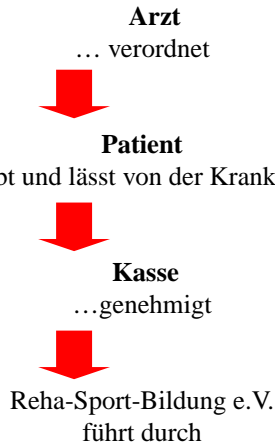 Arzt
… verordnet
Patient
und lässt von der
Kasse
…genehmigt
Reha-Sport-Bildung e.V.
führt durch